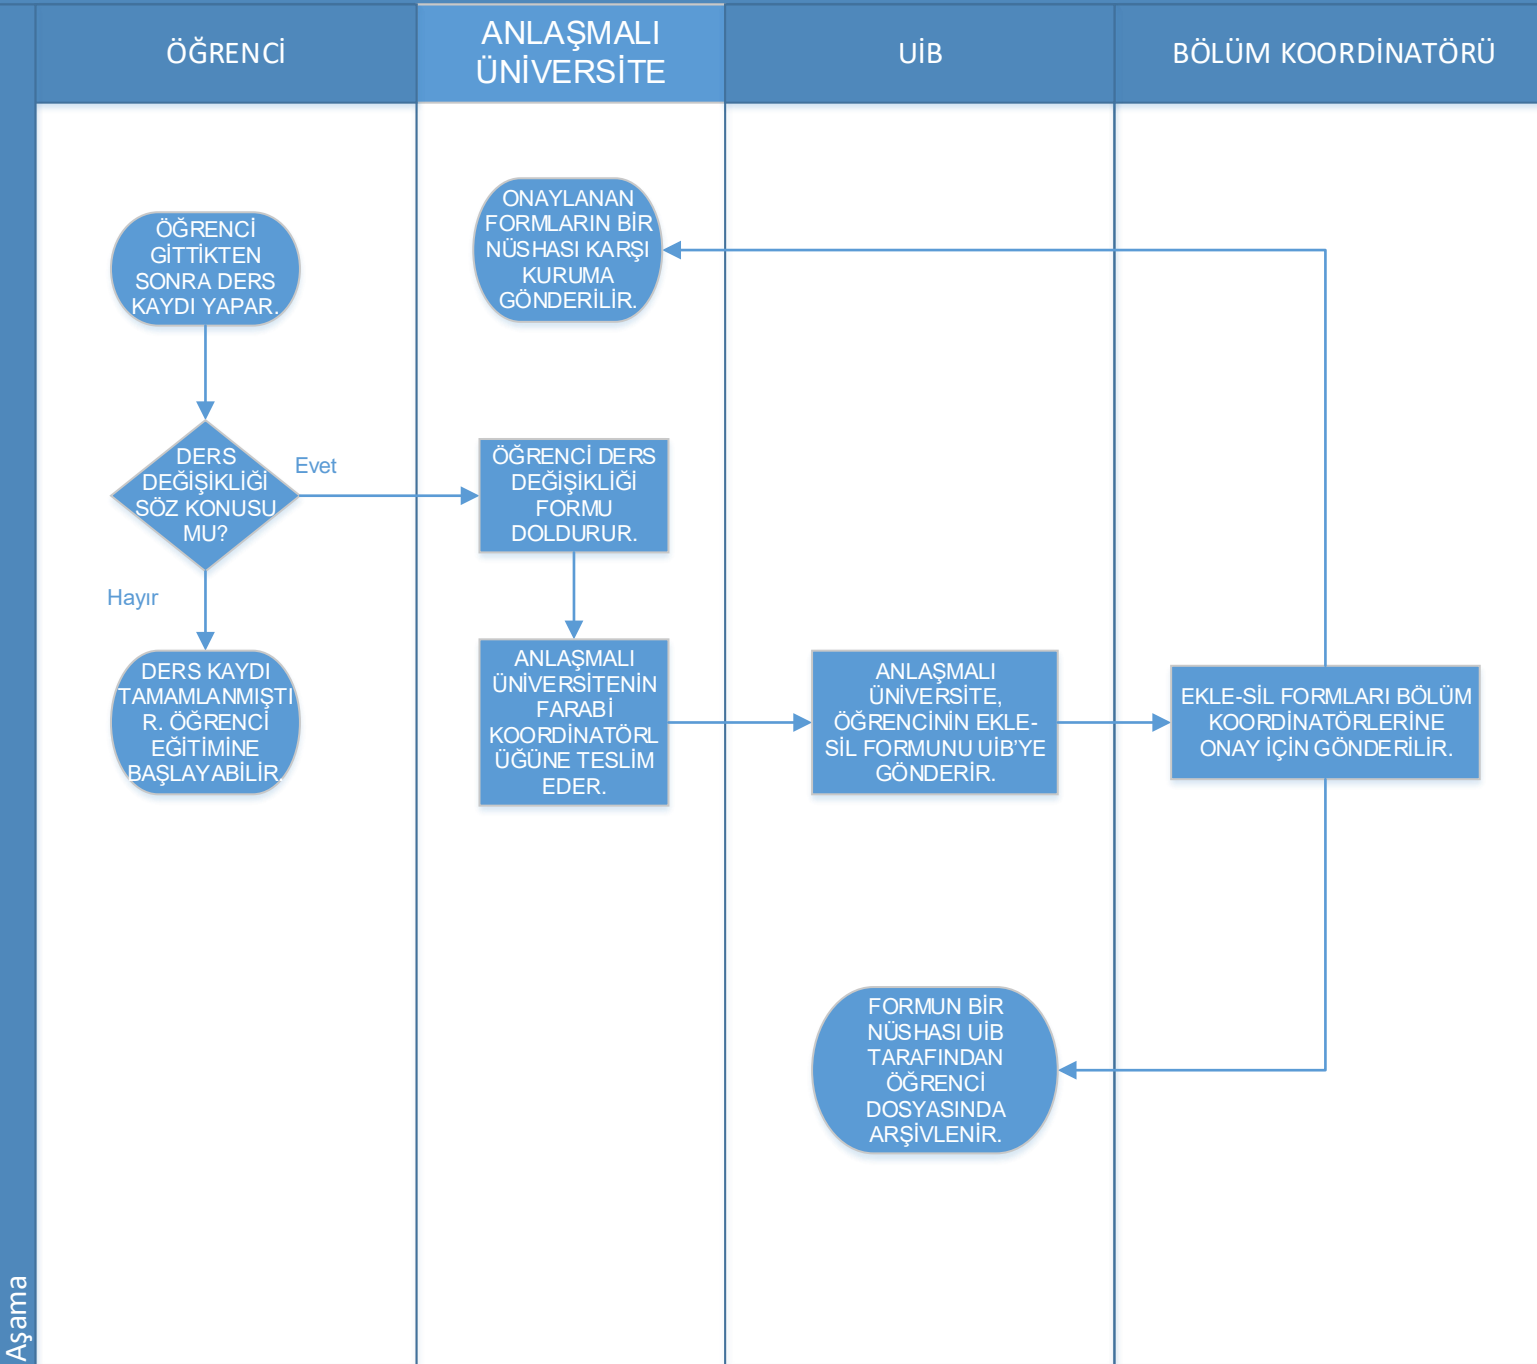 ÖĞRENCİ
ANLAŞMALI
ÜNİVERSİTE
UİB
BÖLÜM KOORDİNATÖRÜ
ÖĞRENCİ
GİTTİKTEN
SONRA DERS
KAYDI YAPAR.
ONAYLANAN
FORMLARIN BİR
NÜSHASI KARŞI
KURUMA
GÖNDERİLİR.
DERS
DEĞİŞİKLİĞİ
SÖZ KONUSU
MU?
Evet
ÖĞRENCİ DERS
DEĞİŞİKLİĞİ
FORMU
DOLDURUR.
Hayır
DERS KAYDI
TAMAMLANMIŞTI
R. ÖĞRENCİ
EĞİTİMİNE
BAŞLAYABİLİR.
ANLAŞMALI
ÜNİVERSİTENİN
FARABİ
KOORDİNATÖRL
ÜĞÜNE TESLİM
EDER.
ANLAŞMALI
ÜNİVERSİTE,
ÖĞRENCİNİN EKLE-
SİL FORMUNU UİB'YE
GÖNDERİR.
EKLE-SİL FORMLARI BÖLÜM
KOORDİNATÖRLERİNE
ONAY İÇİN GÖNDERİLİR.
FORMUN BİR
NÜSHASI UİB
TARAFINDAN
ÖĞRENCİ
DOSYASINDA
ARŞİVLENİR.
Aşama